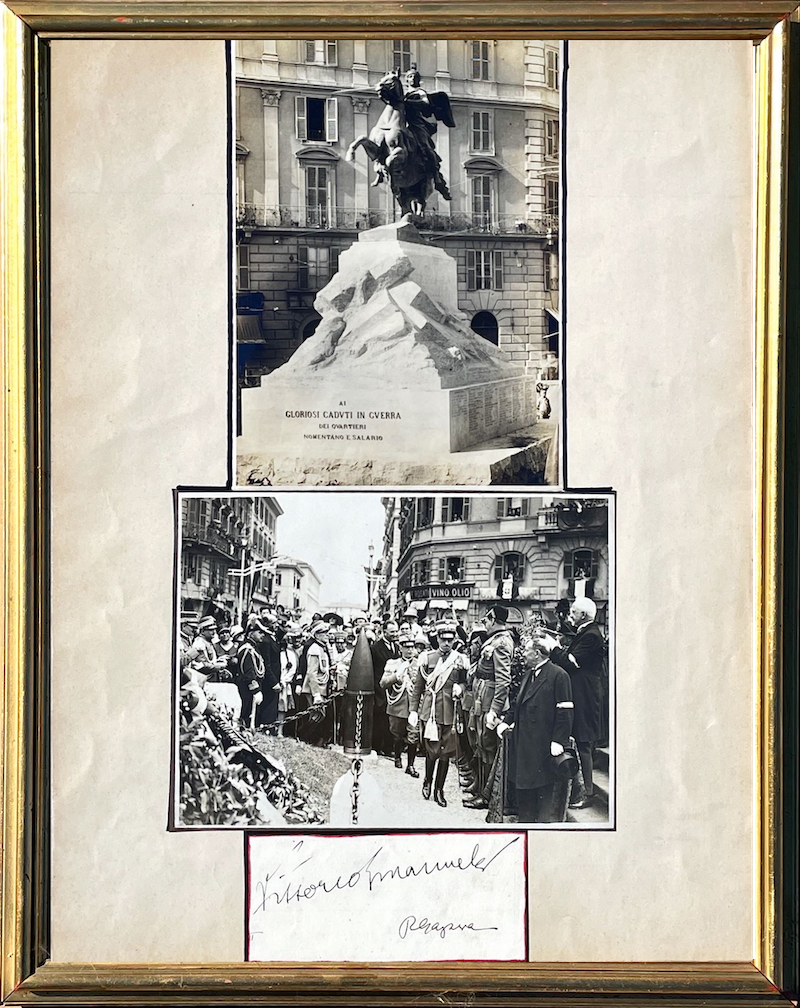 AI
GLORIOSI CADVTI IN GVERRA
DEI QVARTIERI
NOMENTANO E SALARIO
VINO OLIO
Vittorio Emanuele